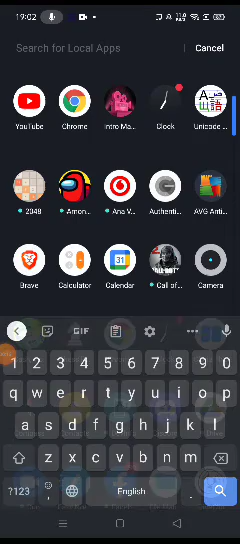 19:02
Search for Local Apps
Cancel
YouTube
Chrome
Intro Ma...
Clock
Unicode ...
2048
Amon...
Ana V...
Authenti...
AVG Anti...
Brave
Calculator
Calendar
Call of...
Camera
GIF
1 2 3 4 5 6 7 8 9 0
q w e r t y u i o p
a s d f g h j k l
z x c v b n m
?123
,
English
.